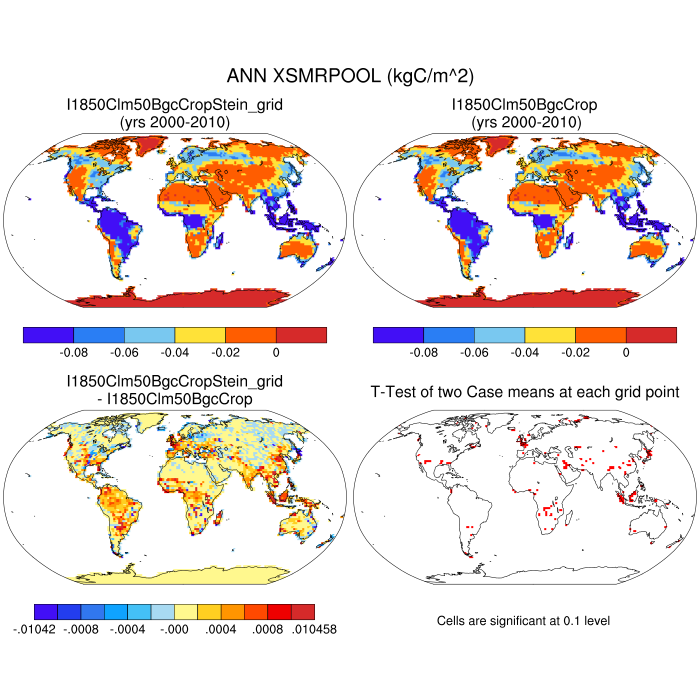 ANN XSMRPOOL (kgC/m^2)
I1850Clm50BgcCropStein_grid
(yrs 2000-2010)
I1850Clm50BgcCrop
(yrs 2000-2010)
-0.08 -0.06 -0.04 -0.02 0
-0.08 -0.06 -0.04 -0.02 0
I1850Clm50BgcCropStein_grid
- I1850Clm50BgcCrop
T-Test of two Case means at each grid point
-.01042 -.0008 -.0004 -.000 .0004 .0008 .010458
Cells are significant at 0.1 level